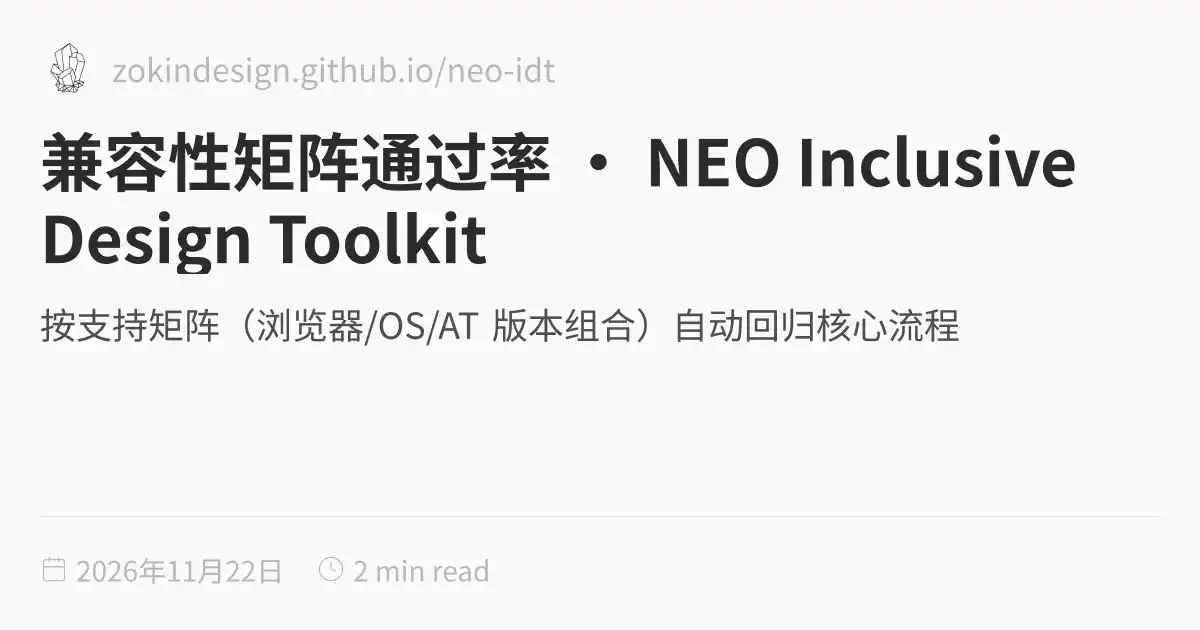 zokindesign.github.io/neo-idt
兼容性矩阵通过率 · NEO Inclusive
Design Toolkit
按支持矩阵（浏览器/OS/AT 版本组合）自动回归核心流程
2026年11月22日 2 min read